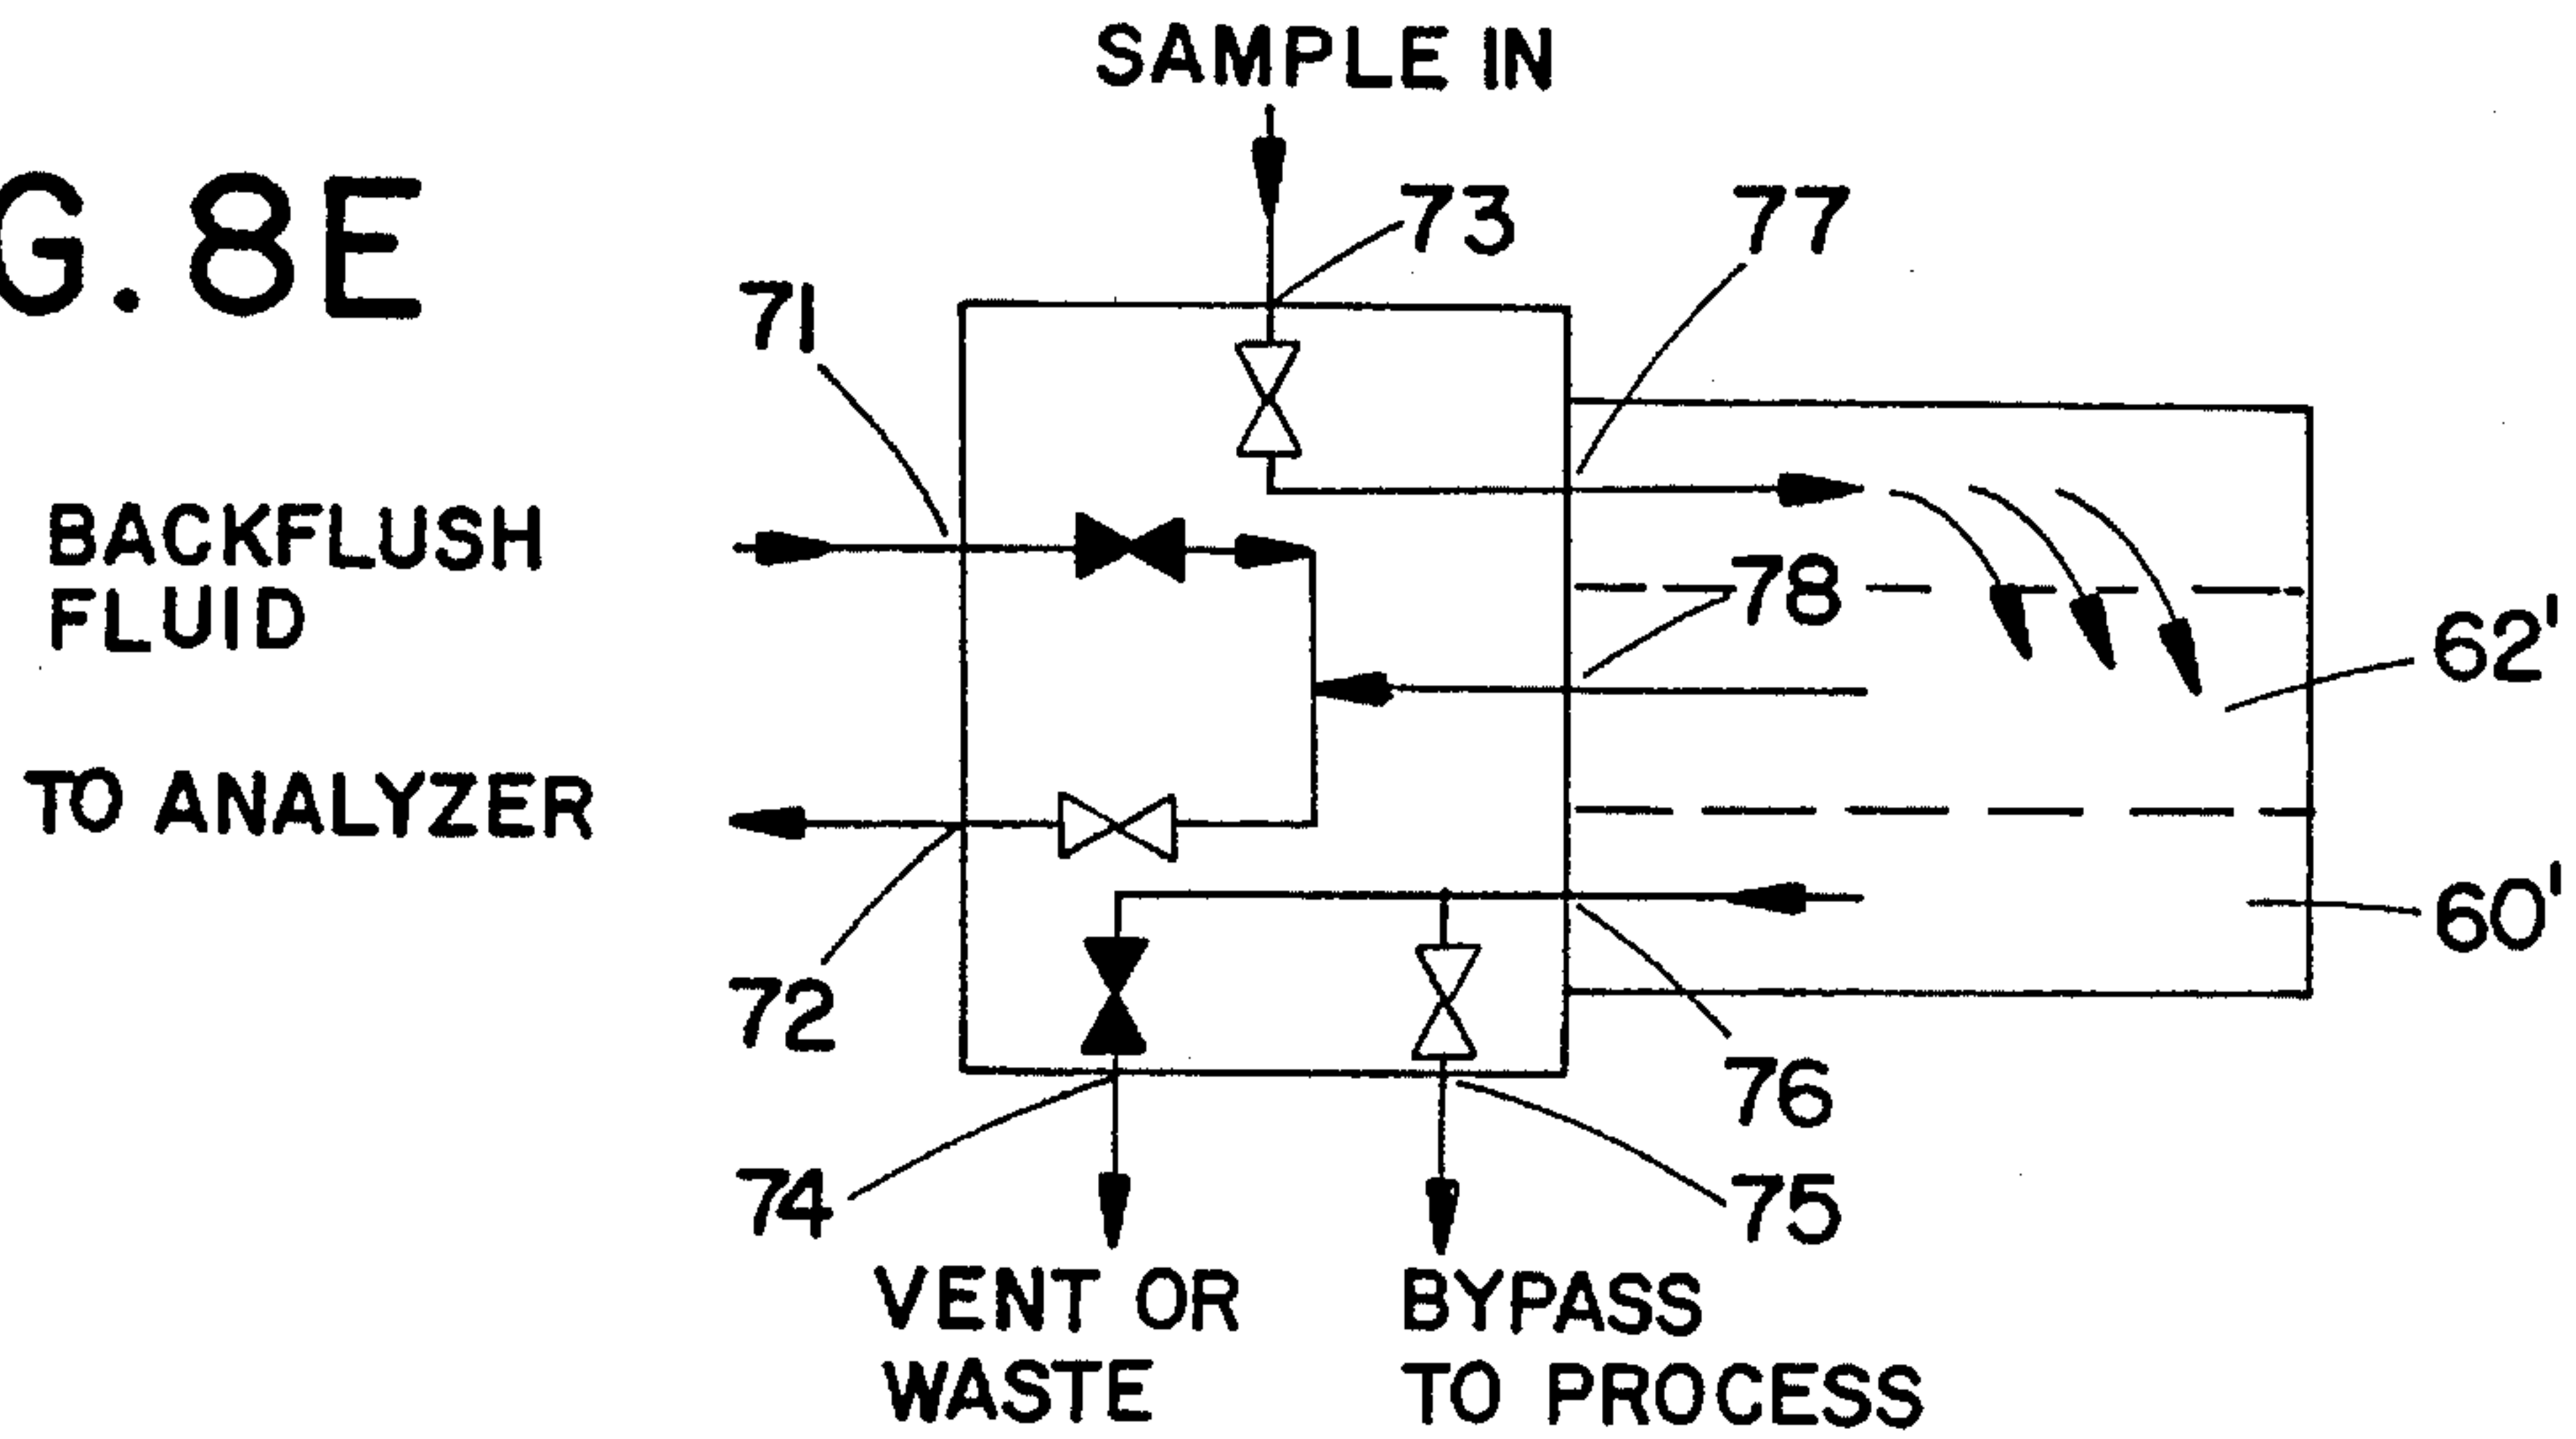 SAMPLE IN
G. 8E
73
77
71
BACKFLUSH
FLUID
78
62'
TO ANALYZER
60'
72
76
74
75
VENT OR
WASTE
BYPASS
TO PROCESS